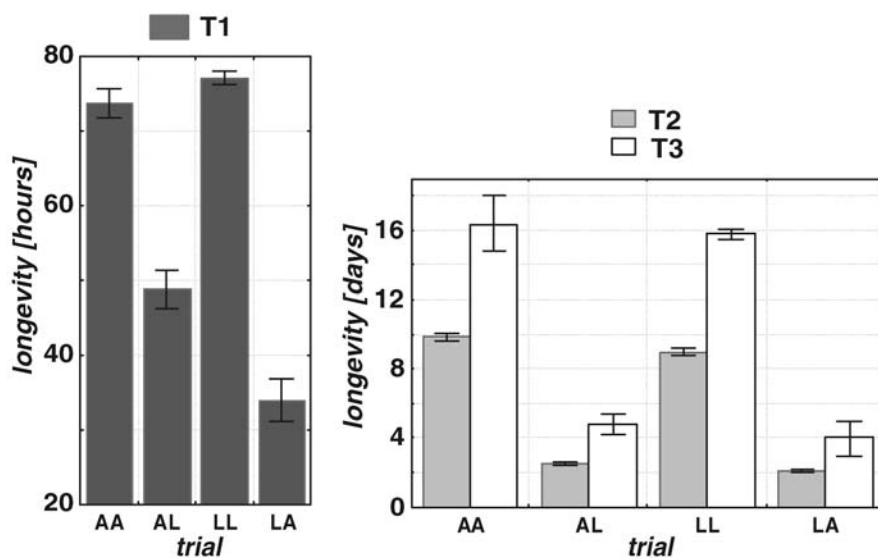 T1
80
60
40
20
longevity [hours]
AA AL LL LA
trial
T2
T3
16
12
8
4
0
longevity [days]
AA AL LL LA
trial